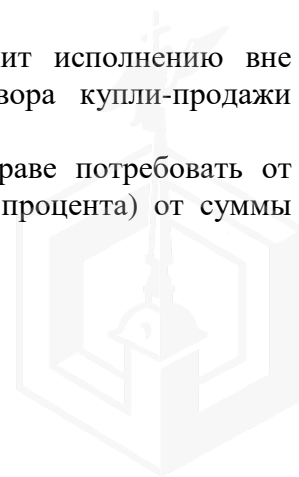 ит исполнению вне
вора купли-продажи
раве потребовать от
процента) от суммы